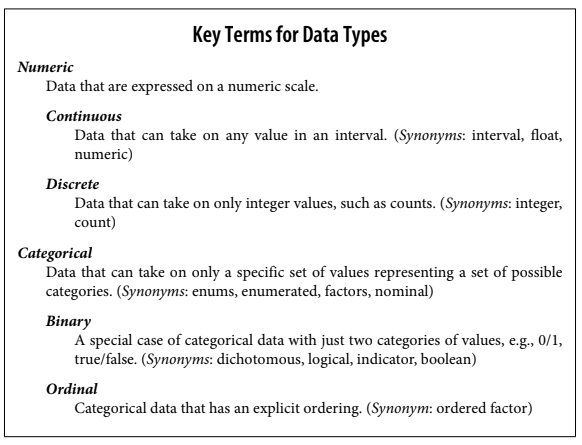 Key Terms for Data Types
Numeric
Data that are expressed on a numeric scale.
Continuous
Data that can take on any value in an interval. (Synonyms: interval, float,
numeric)
Discrete
Data that can take on only integer values, such as counts. (Synonyms: integer,
count)
Categorical
Data that can take on only a specific set of values representing a set of possible
categories. (Synonyms: enums, enumerated, factors, nominal)
Binary
A special case of categorical data with just two categories of values, e.g., 0/1,
true/false. (Synonyms: dichotomous, logical, indicator, boolean)
Ordinal
Categorical data that has an explicit ordering. (Synonym: ordered factor)